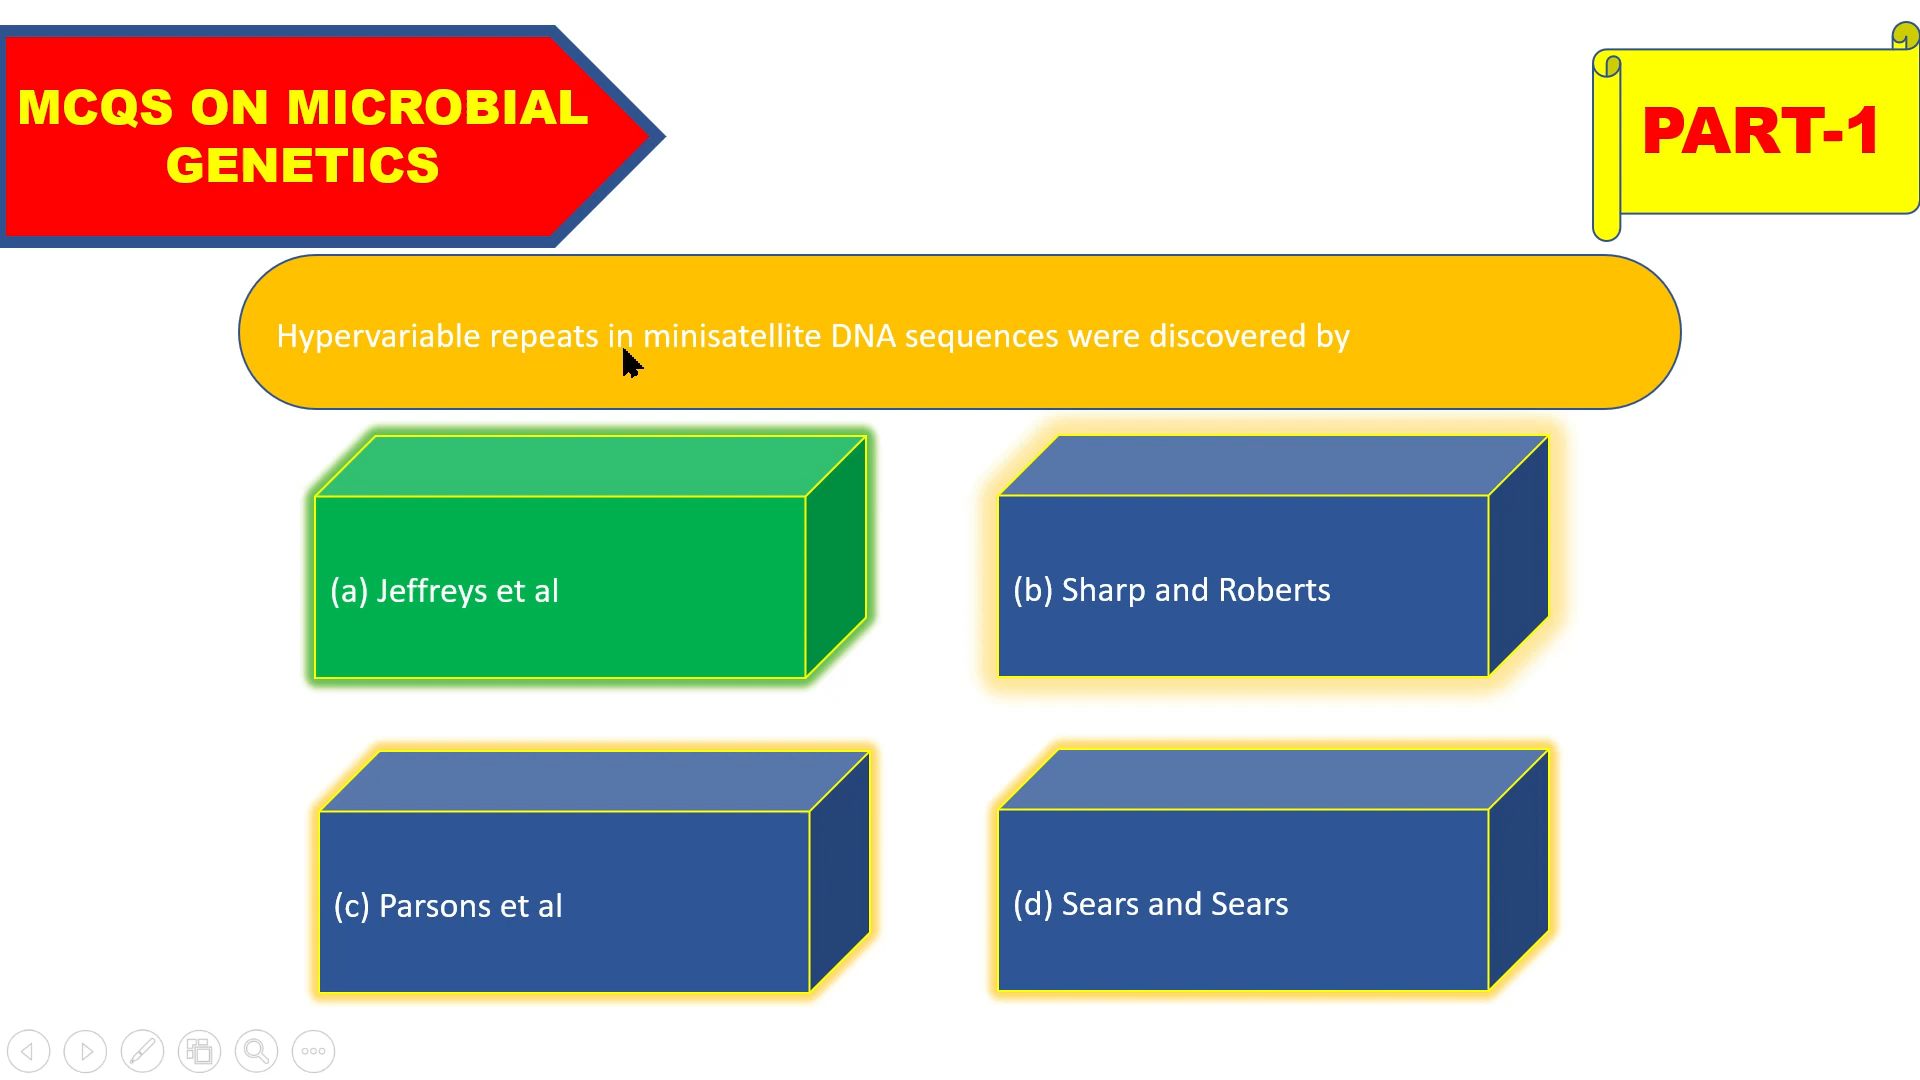 MCQS ON MICROBIAL
GENETICS
PART-1
Hypervariable repeats in minisatellite DNA sequences were discovered by
(a) Jeffreys et al
(b) Sharp and Roberts
(c) Parsons et al
(d) Sears and Sears